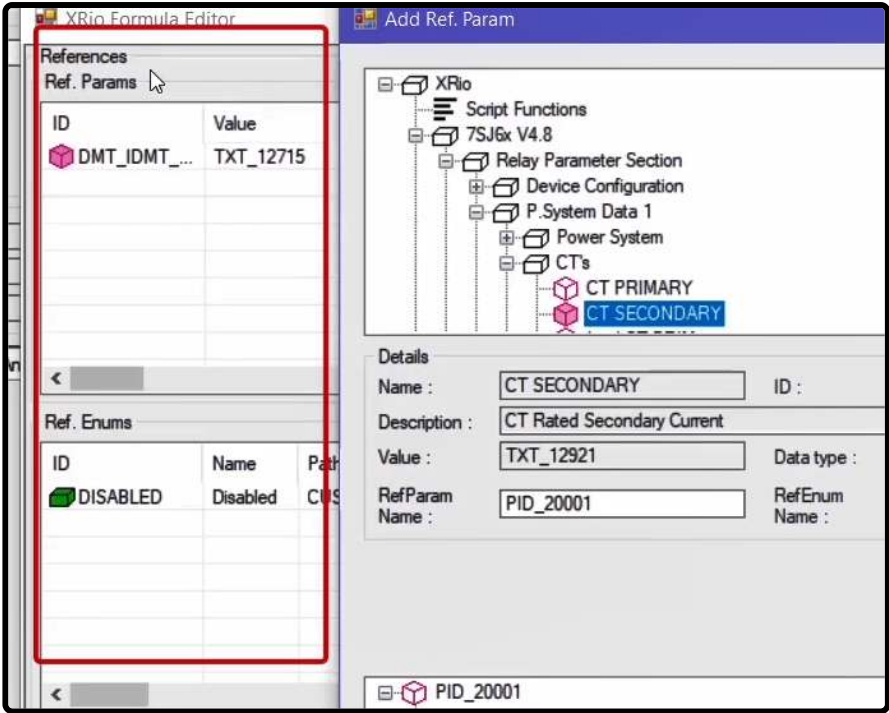 XRio Formula Editor
References
Ref. Params
ID Value
DMT_IDMT_... TXT_12715
Ref. Enums
ID Name Path
DISABLED Disabled CUS
Add Ref. Param
XRio
Script Functions
7SJ6x V4.8
Relay Parameter Section
Device Configuration
P.System Data 1
Power System
CT's
CT PRIMARY
CT SECONDARY
Details
Name : CT SECONDARY ID :
Description : CT Rated Secondary Current
Value : TXT_12921 Data type :
RefParam Name : PID_20001 RefEnum Name :
PID_20001